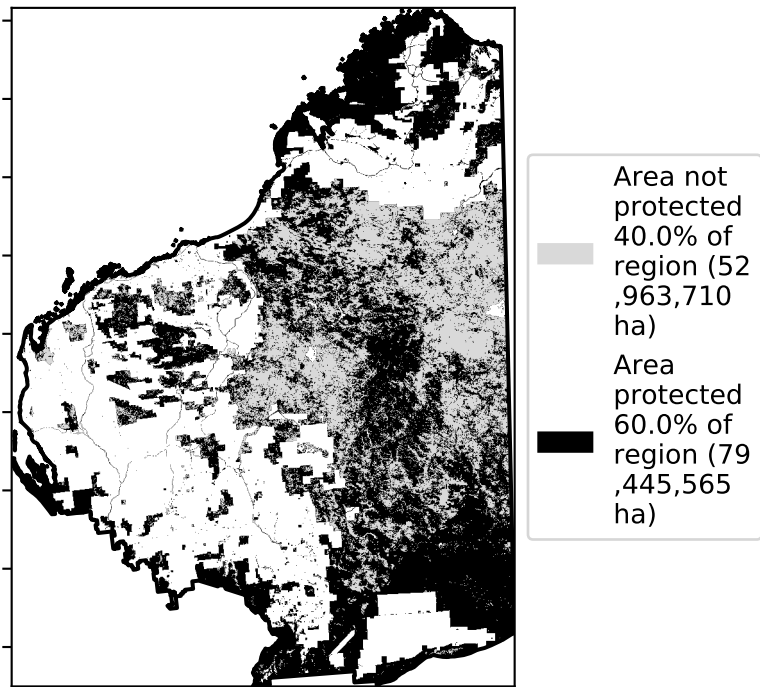 Area not
protected
40.0% of
region (52
,963,710
ha)
Area
protected
60.0% of
region (79
,445,565
ha)